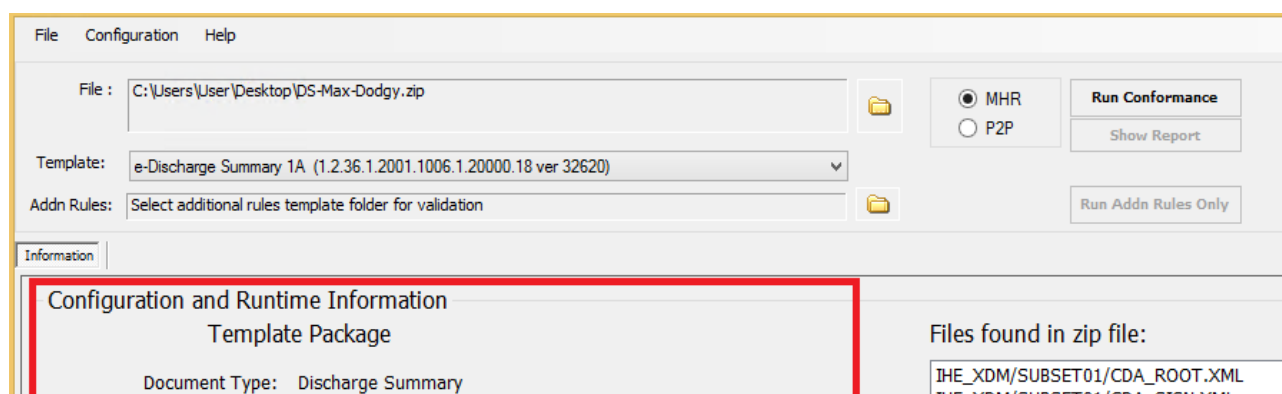 File Configuration Help
File : C:\Users\User\Desktop\DS-Max-Dodgy.zip
MHR
Run Conformance
P2P
Show Report
Template: e-Discharge Summary 1A (1.2.36.1.2001.1006.1.20000.18 ver 32620)
Addn Rules: Select additional rules template folder for validation
Run Addn Rules Only
Information
Configuration and Runtime Information
Template Package
Files found in zip file:
Document Type: Discharge Summary
IHE_XDM/SUBSET01/CDA_ROOT.XML